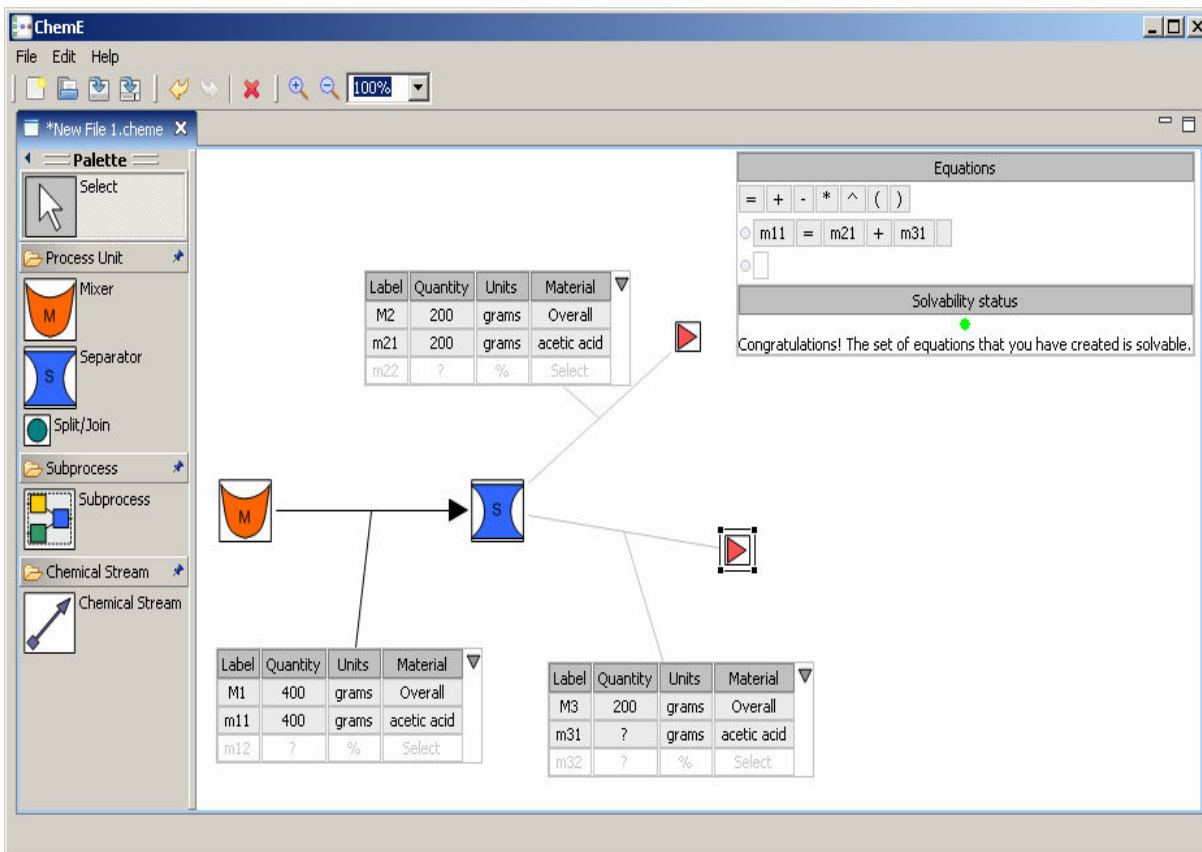 ChemE
File Edit Help
100%
*New File 1.cheme
Palette
Select
Process Unit
Mixer
M
Separator
S
Split/Join
Subprocess
Subprocess
Chemical Stream
Chemical Stream
Equations
= + - * ^ ( )
m11 = m21 + m31
Solvability status
Congratulations! The set of equations that you have created is solvable.
Label Quantity Units Material
M2 200 grams Overall
m21 200 grams acetic acid
m22 ? % Select
M
S
Label Quantity Units Material
M1 400 grams Overall
m11 400 grams acetic acid
m12 ? % Select
Label Quantity Units Material
M3 200 grams Overall
m31 ? grams acetic acid
m32 ? % Select